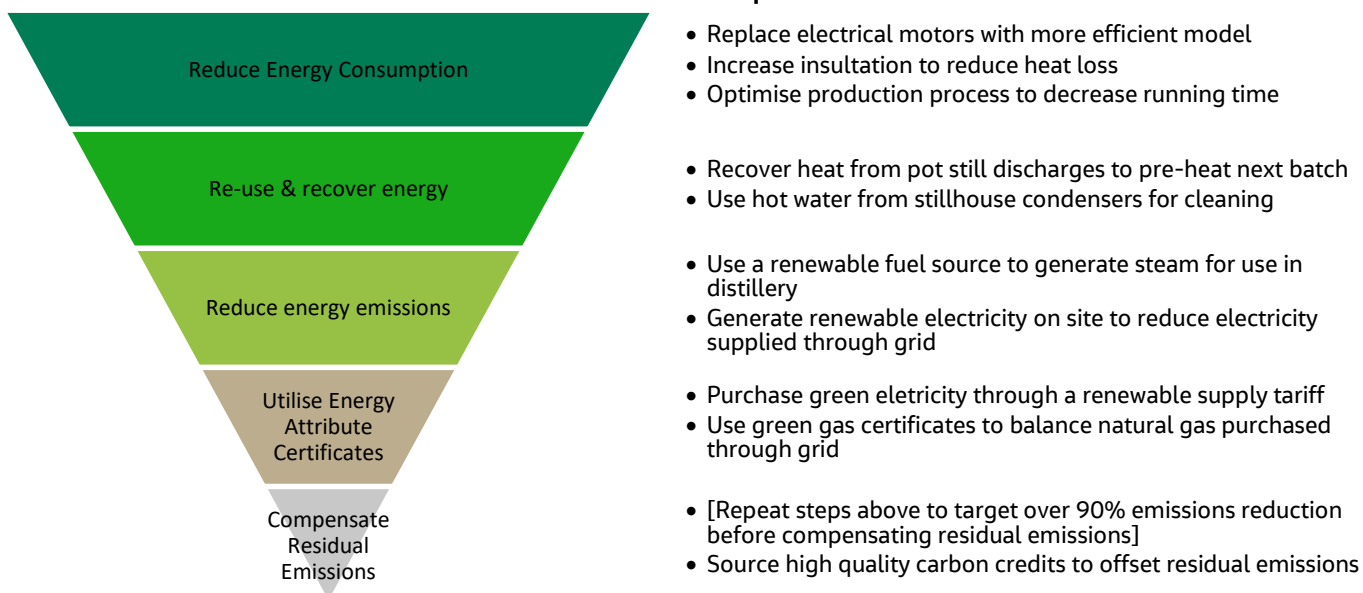 Reduce Energy Consumption
• Replace electrical motors with more efficient model
• Increase insultation to reduce heat loss
• Optimise production process to decrease running time
Re-use & recover energy
• Recover heat from pot still discharges to pre-heat next batch
• Use hot water from stillhouse condensers for cleaning
Reduce energy emissions
• Use a renewable fuel source to generate steam for use in
distillery
• Generate renewable electricity on site to reduce electricity
supplied through grid
Utilise Energy
Attribute
Certificates
• Purchase green eletricity through a renewable supply tariff
• Use green gas certificates to balance natural gas purchased
through grid
Compensate
Residual
Emissions
• [Repeat steps above to target over 90% emissions reduction
before compensating residual emissions]
• Source high quality carbon credits to offset residual emissions